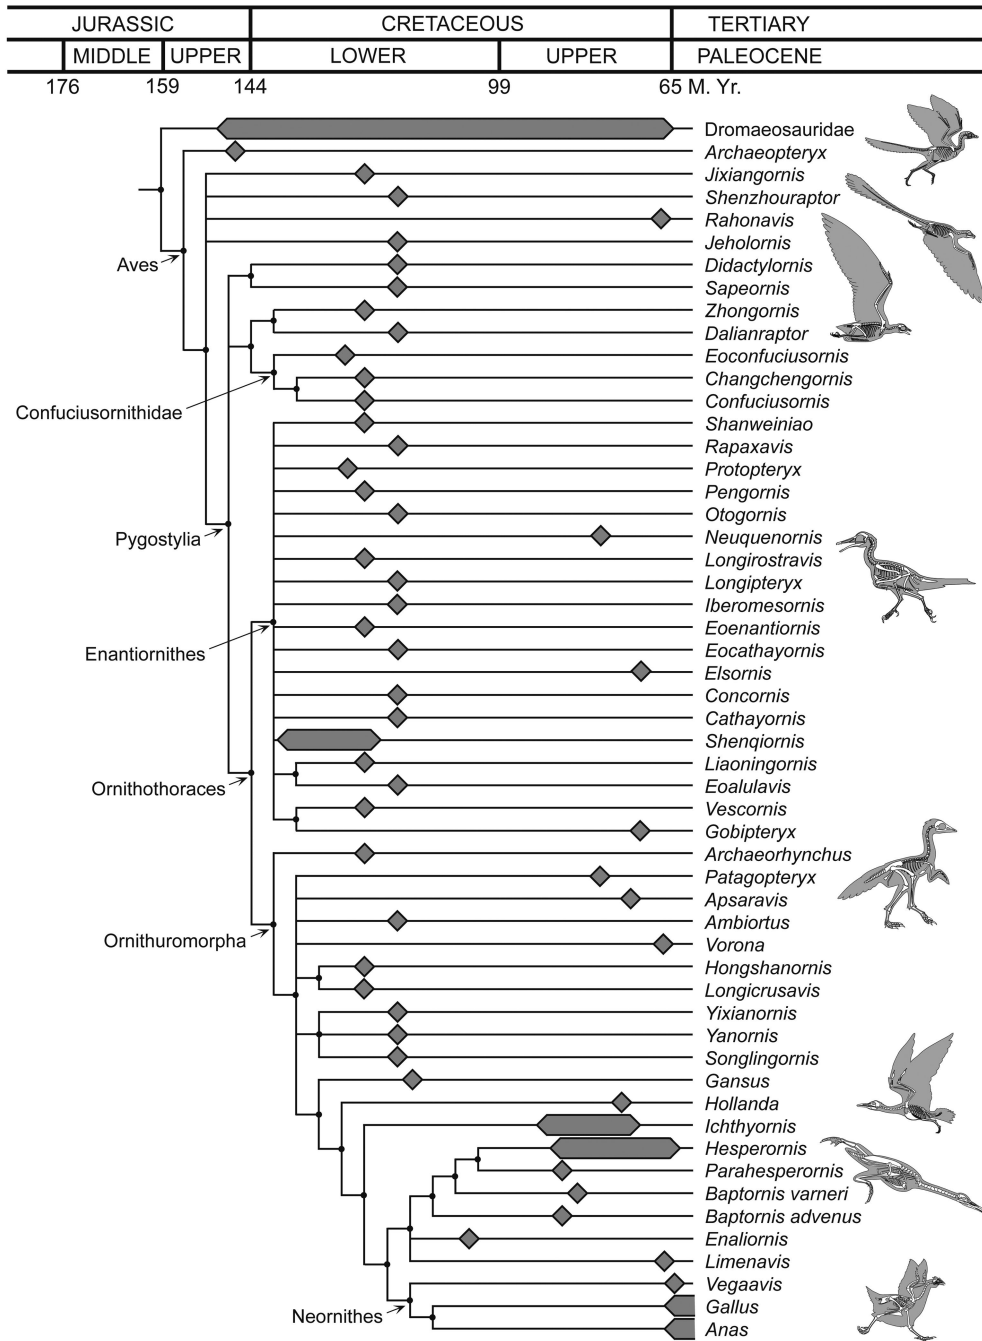 JURASSIC CRETACEOUS TERTIARY
MIDDLE UPPER LOWER UPPER PALEOCENE
176 159 144 99 65 M. Yr.
Dromaeosauridae
Archaeopteryx
Jixiangornis
Shenzhouraptor
Rahonavis
Jeholornis
Aves
Didactylornis
Sapeornis
Zhongornis
Dalianraptor
Eoconfuciusornis
Changchengornis
Confuciusornis
Confuciusornithidae
Shanweiniao
Rapaxavis
Protopteryx
Pengornis
Otogornis
Neuquenornis
Pygostylia
Longirostravis
Longipteryx
Iberomesornis
Eoenantiornis
Eocathayornis
Enantiornithes
Elsornis
Concornis
Cathayornis
Shenqiornis
Liaoningornis
Eoalulavis
Ornithothoraces
Vescornis
Gobipteryx
Archaeorhynchus
Patagopteryx
Apsaravis
Ambiortus
Ornithuromorpha
Vorona
Hongshanornis
Longicrusavis
Yixianornis
Yanornis
Songlingornis
Gansus
Hollanda
Ichthyornis
Hesperornis
Parahesperornis
Baptornis varneri
Baptornis advenus
Enaliornis
Limenavis
Vegaavis
Gallus
Neornithes
Anas